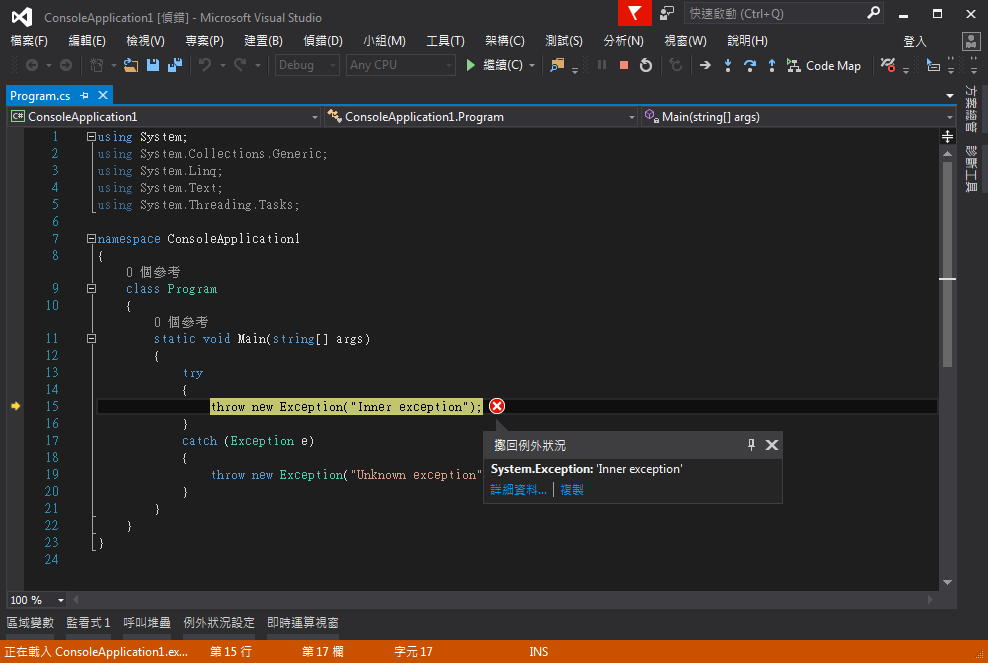 ConsoleApplication1 [偵錯] - Microsoft Visual Studio
快速啟動 (Ctrl+Q)
檔案(F) 編輯(E) 檢視(V) 專案(P) 建置(B) 偵錯(D) 小組(M) 工具(T) 架構(C) 測試(S) 分析(N) 視窗(W) 說明(H) 登入
Debug Any CPU 繼續(C) Code Map
Program.cs
C# ConsoleApplication1 ConsoleApplication1.Program Main(string[] args)
1 using System;
2 using System.Collections.Generic;
3 using System.Linq;
4 using System.Text;
5 using System.Threading.Tasks;
6
7 namespace ConsoleApplication1
8 {
0 個參考
9 class Program
10 {
0 個參考
11 static void Main(string[] args)
12 {
13 try
14 {
15 throw new Exception("Inner exception");
16 }
17 catch (Exception e)
18 {
19 throw new Exception("Unknown exception"
20 }
21 }
22 }
23 }
24
擲回例外狀況
System.Exception: 'Inner exception'
詳細資料... 複製
方案總管
診斷工具
100 %
區域變數 監看式 1 呼叫堆疊 例外狀況設定 即時運算視窗
正在載入 ConsoleApplication1.ex... 第 15 行 第 17 欄 字元 17 INS